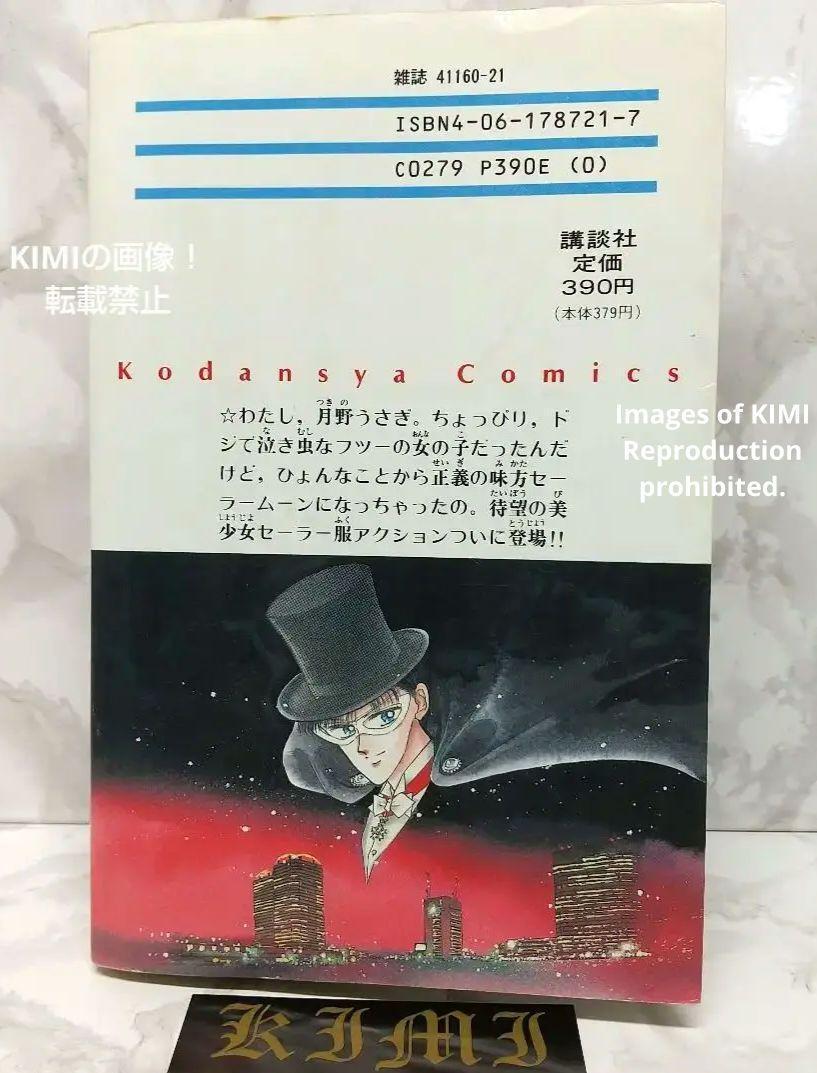 雑誌 41160-21
ISBN4-06-178721-7
C0279 P390E (0)
講談社
定価
390円
(本体379円)
KIMIの画像！
転載禁止
Kodansya Comics
☆わたし，月野うさぎ。ちょっぴり，ド
ジで泣き虫なフツーの女の子だったんだ
けど，ひょんなことから正義の味方セー
ラームーンになっちゃったの。待望の美
少女セーラー服アクションついに登場!!
Images of KIMI
Reproduction
prohibited.
KIMI